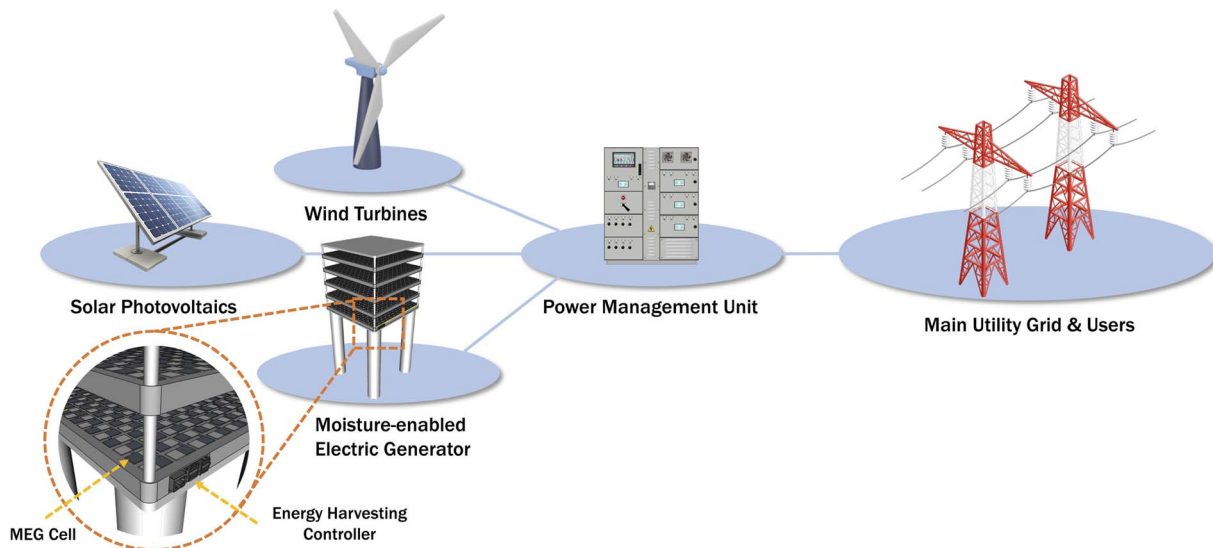 Wind Turbines
Solar Photovoltaics
Power Management Unit
Main Utility Grid & Users
Moisture-enabled
Electric Generator
MEG Cell
Energy Harvesting
Controller